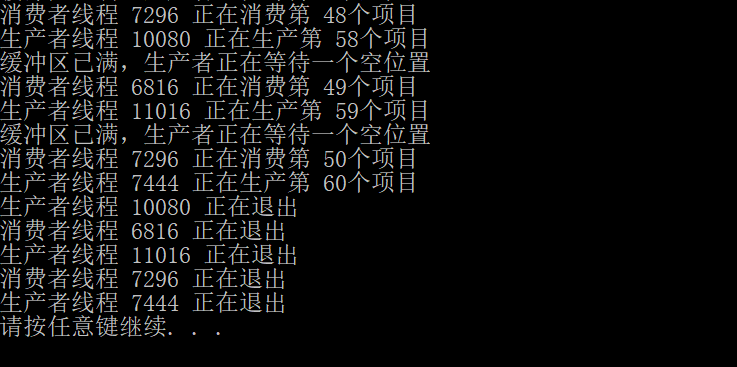 消费者线程 7296 正在消费第 48个项目
生产者线程 10080 正在生产第 58个项目
缓冲区已满，生产者正在等待一个空位置
消费者线程 6816 正在消费第 49个项目
生产者线程 11016 正在生产第 59个项目
缓冲区已满，生产者正在等待一个空位置
消费者线程 7296 正在消费第 50个项目
生产者线程 7444 正在生产第 60个项目
生产者线程 10080 正在退出
消费者线程 6816 正在退出
生产者线程 11016 正在退出
消费者线程 7296 正在退出
生产者线程 7444 正在退出
请按任意键继续. . .